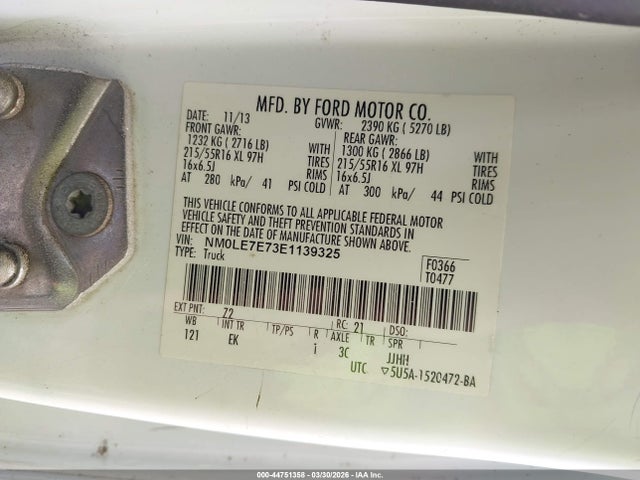 MFD. BY FORD MOTOR CO.
DATE: 11/13 GVWR: 2390 KG ( 5270 LB)
FRONT GAWR: REAR GAWR:
1232 KG ( 2716 LB) WITH 1300 KG ( 2866 LB) WITH
215/55R16 XL 97H TIRES 215/55R16 XL 97H TIRES
16x6.5J RIMS 16x6.5J RIMS
AT 280 kPa/ 41 PSI COLD AT 300 kPa/ 44 PSI COLD
THIS VEHICLE CONFORMS TO ALL APPLICABLE FEDERAL MOTOR
VEHICLE SAFETY AND THEFT PREVENTION STANDARDS IN
EFFECT ON THE DATE OF MANUFACTURE SHOWN ABOVE.
VIN: NM0LE7E73E1139325
TYPE: Truck
F0366
T0477
EXT PNT: Z2 RC: 21 DSO:
WB INT TR TP/PS R AXLE TR SPR
121 EK i 3C JJHH
UTC ▽5U5A-1520472-BA
000-44751358 | 03/30/2026 | IAA Inc.